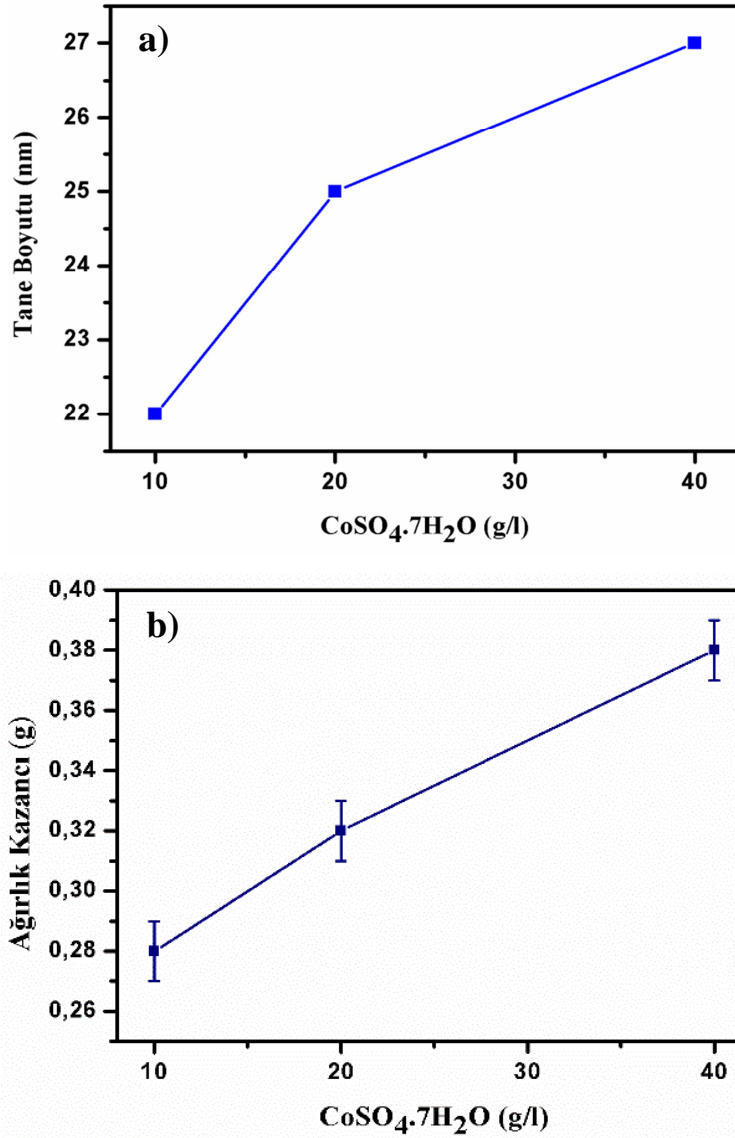 a)
27
26
25
24
23
22
Tane Boyutu (nm)
10 20 30 40
CoSO4.7H2O (g/l)
b)
0,40
0,38
0,36
0,34
0,32
0,30
0,28
0,26
Ağırlık Kazancı (g)
10 20 30 40
CoSO4.7H2O (g/l)